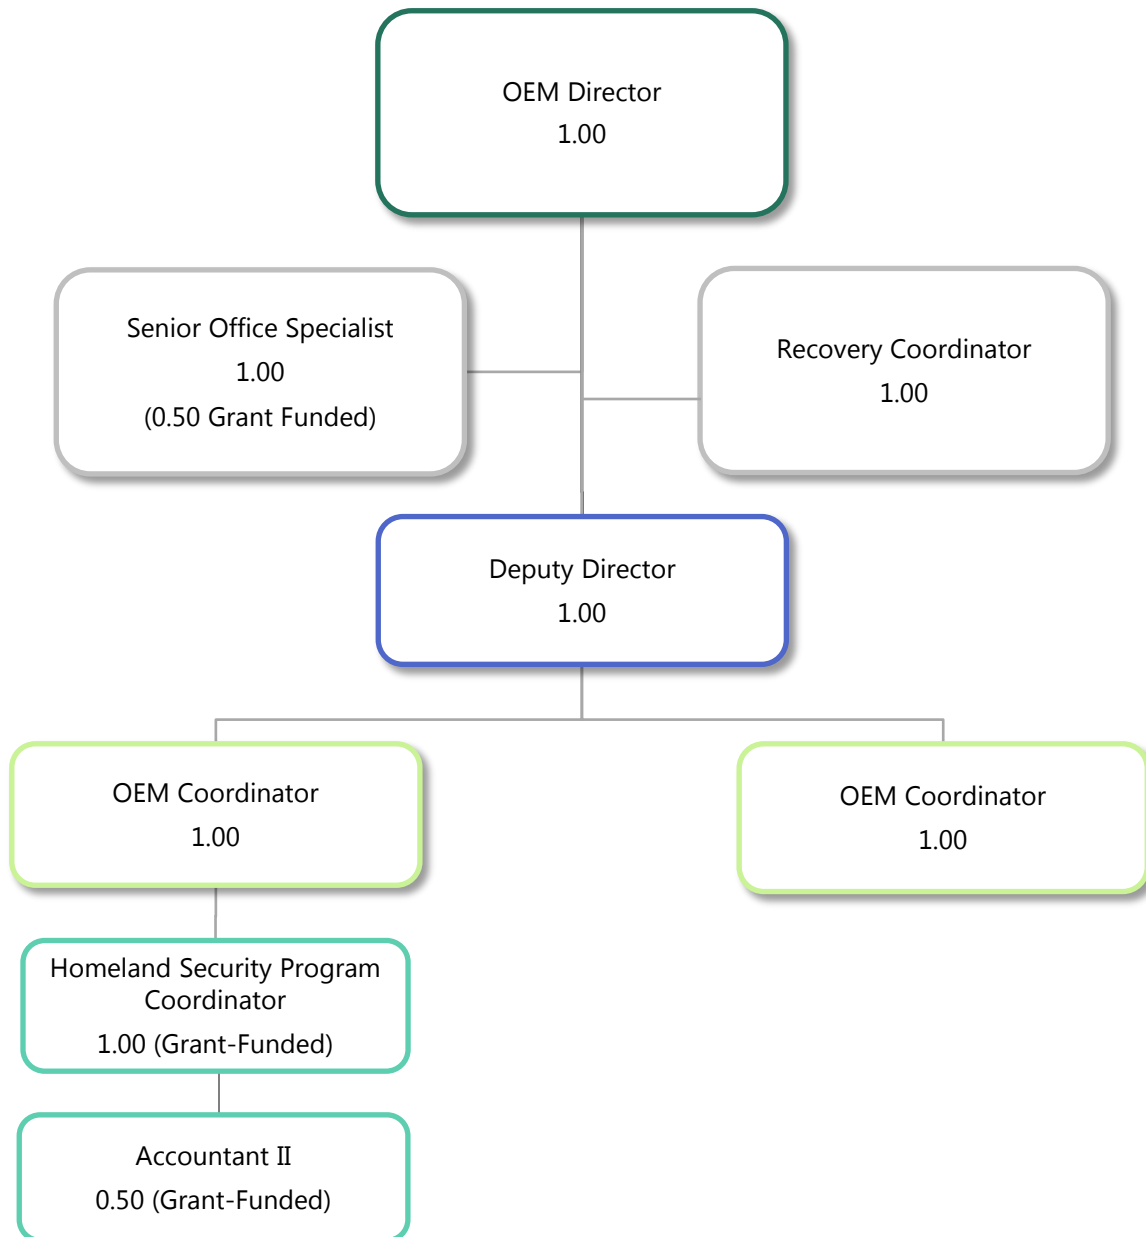 OEM Director
1.00
Senior Office Specialist
1.00
(0.50 Grant Funded)
Recovery Coordinator
1.00
Deputy Director
1.00
OEM Coordinator
1.00
OEM Coordinator
1.00
Homeland Security Program
Coordinator
1.00 (Grant-Funded)
Accountant II
0.50 (Grant-Funded)